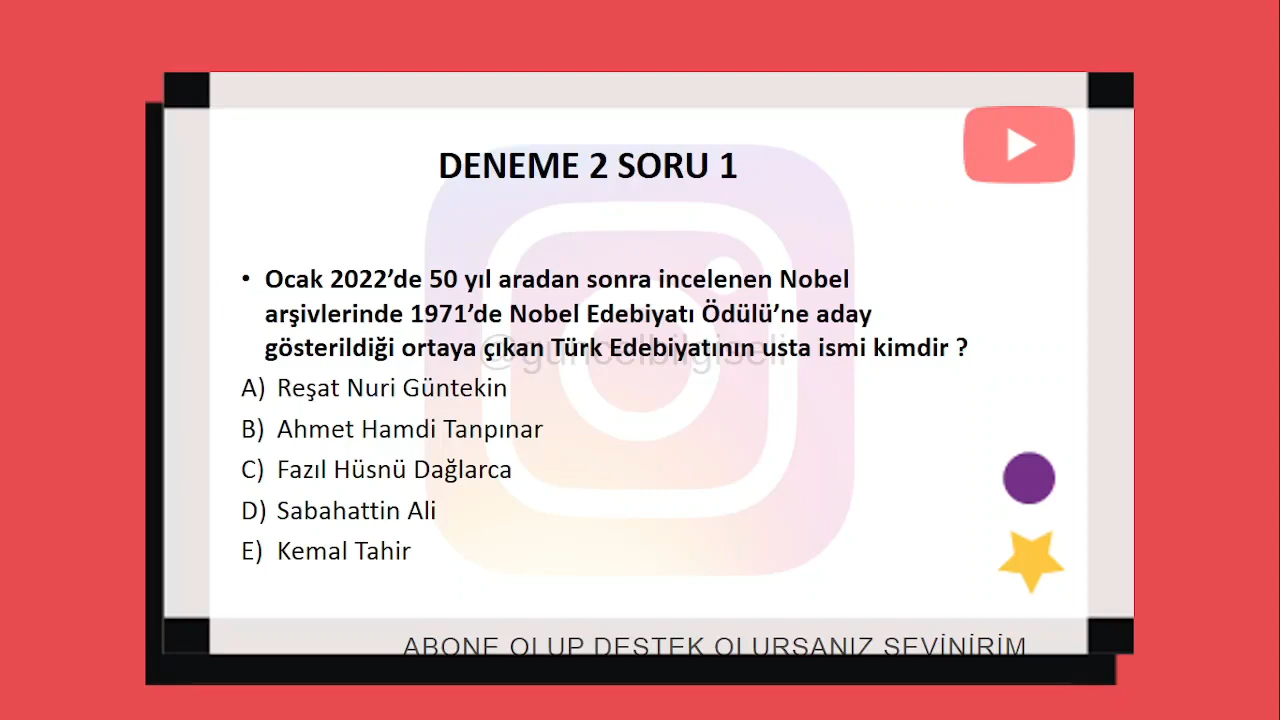 DENEME 2 SORU 1
• Ocak 2022’de 50 yıl aradan sonra incelenen Nobel
arşivlerinde 1971’de Nobel Edebiyatı Ödülü’ne aday
gösterildiği ortaya çıkan Türk Edebiyatının usta ismi kimdir ?
@guncelbilgiseli
A) Reşat Nuri Güntekin
B) Ahmet Hamdi Tanpınar
C) Fazıl Hüsnü Dağlarca
D) Sabahattin Ali
E) Kemal Tahir
ABONE OLUP DESTEK OLURSANIZ SEVİNİRİM